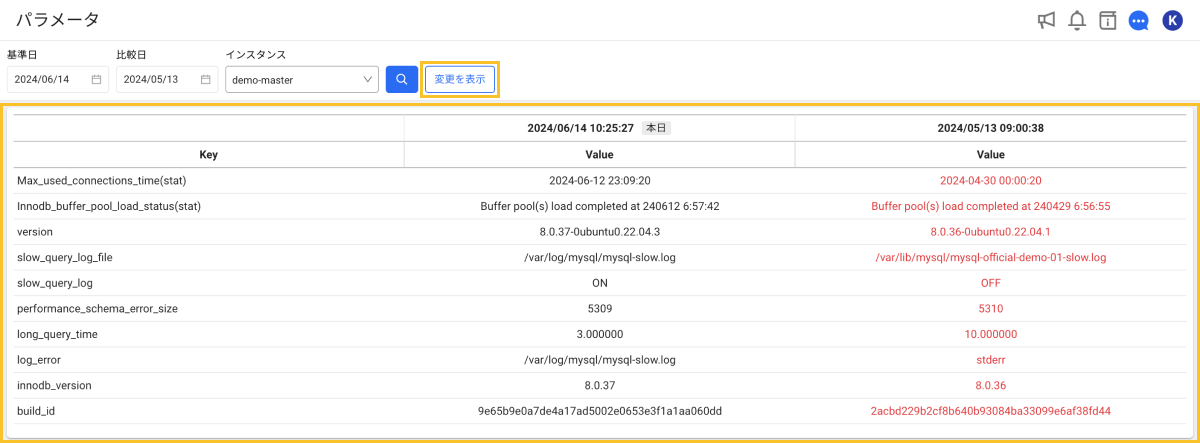 パラメータ
K
基準日 比較日 インスタンス
2024/06/14 2024/05/13 demo-master 変更を表示
2024/06/14 10:25:27 本日 2024/05/13 09:00:38
Key Value Value
Max_used_connections_time(stat) 2024-06-12 23:09:20 2024-04-30 00:00:20
Innodb_buffer_pool_load_status(stat) Buffer pool(s) load completed at 240612 6:57:42 Buffer pool(s) load completed at 240429 6:56:55
version 8.0.37-0ubuntu0.22.04.3 8.0.36-0ubuntu0.22.04.1
slow_query_log_file /var/log/mysql/mysql-slow.log /var/lib/mysql/mysql-official-demo-01-slow.log
slow_query_log ON OFF
performance_schema_error_size 5309 5310
long_query_time 3.000000 10.000000
log_error /var/log/mysql/mysql-slow.log stderr
innodb_version 8.0.37 8.0.36
build_id 9e65b9e0a7de4a17ad5002e0653e3f1a1aa060dd 2acbd229b2cf8b640b93084ba33099e6af38fd44